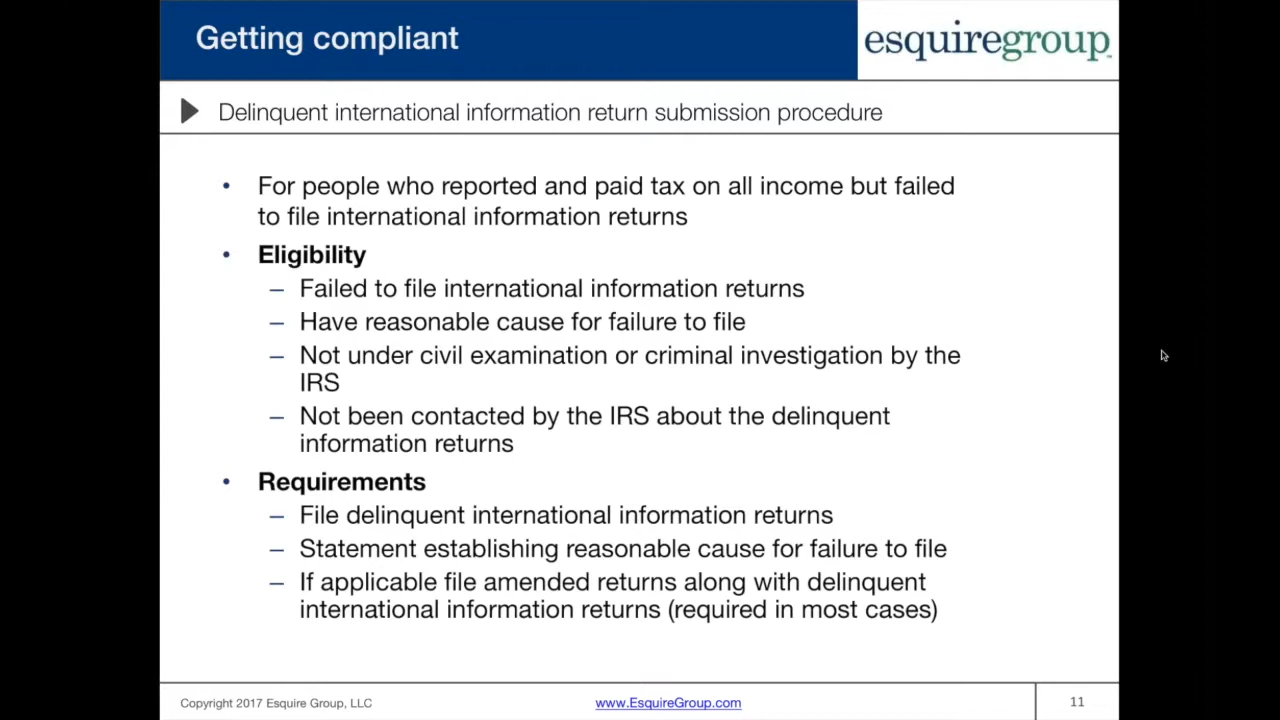 Getting compliant
esquiregroup
Delinquent international information return submission procedure
• For people who reported and paid tax on all income but failed
to file international information returns
• Eligibility
– Failed to file international information returns
– Have reasonable cause for failure to file
– Not under civil examination or criminal investigation by the
IRS
– Not been contacted by the IRS about the delinquent
information returns
• Requirements
– File delinquent international information returns
– Statement establishing reasonable cause for failure to file
– If applicable file amended returns along with delinquent
international information returns (required in most cases)
Copyright 2017 Esquire Group, LLC
www.EsquireGroup.com
11